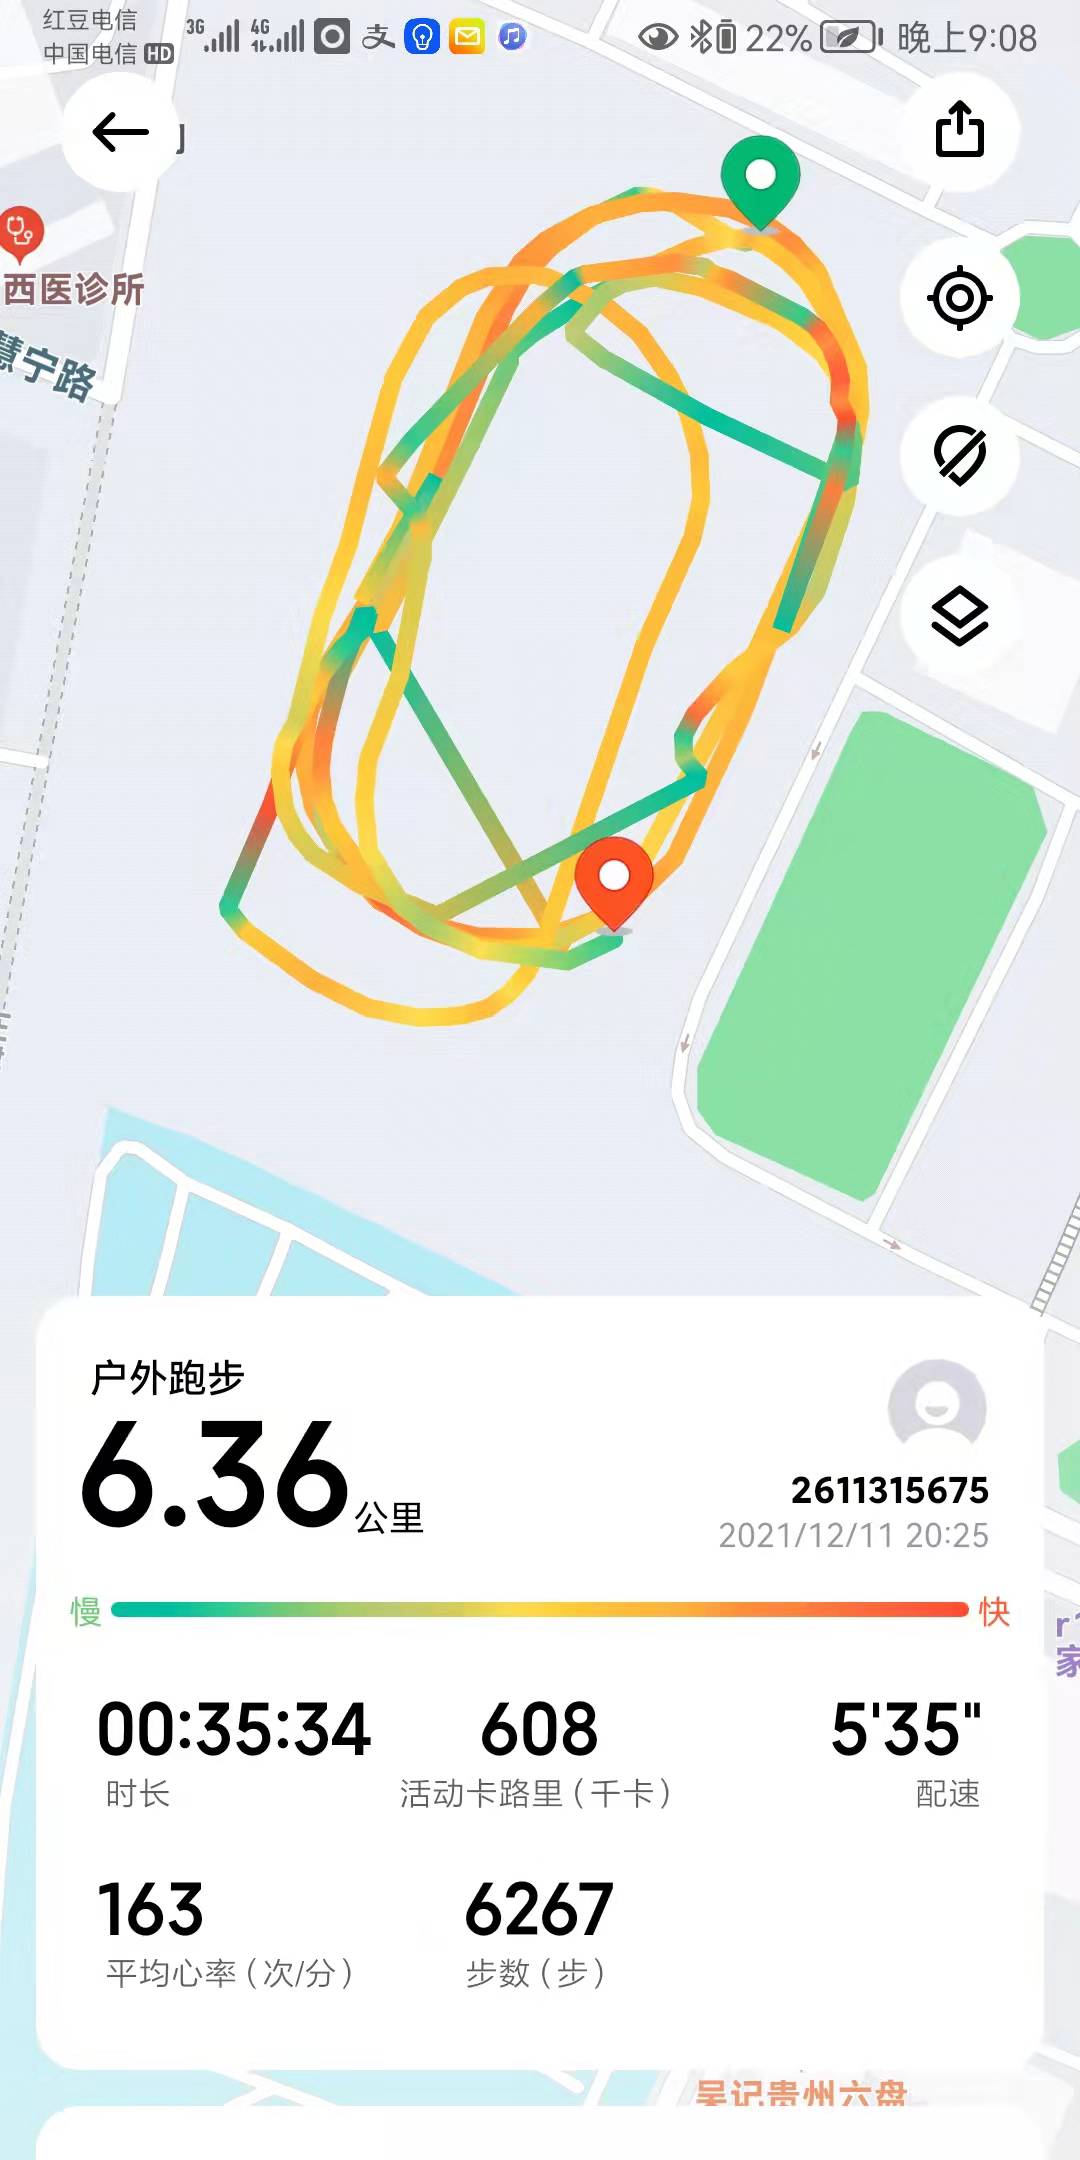 红豆电信
中国电信 HD
3G
4G
支
22%
晚上9:08
西医诊所
慧宁路
户外跑步
6.36公里
2611315675
2021/12/11 20:25
慢
快
00:35:34
608
5'35"
时长
活动卡路里（千卡）
配速
163
6267
平均心率（次/分）
步数（步）
吴记贵州六盘